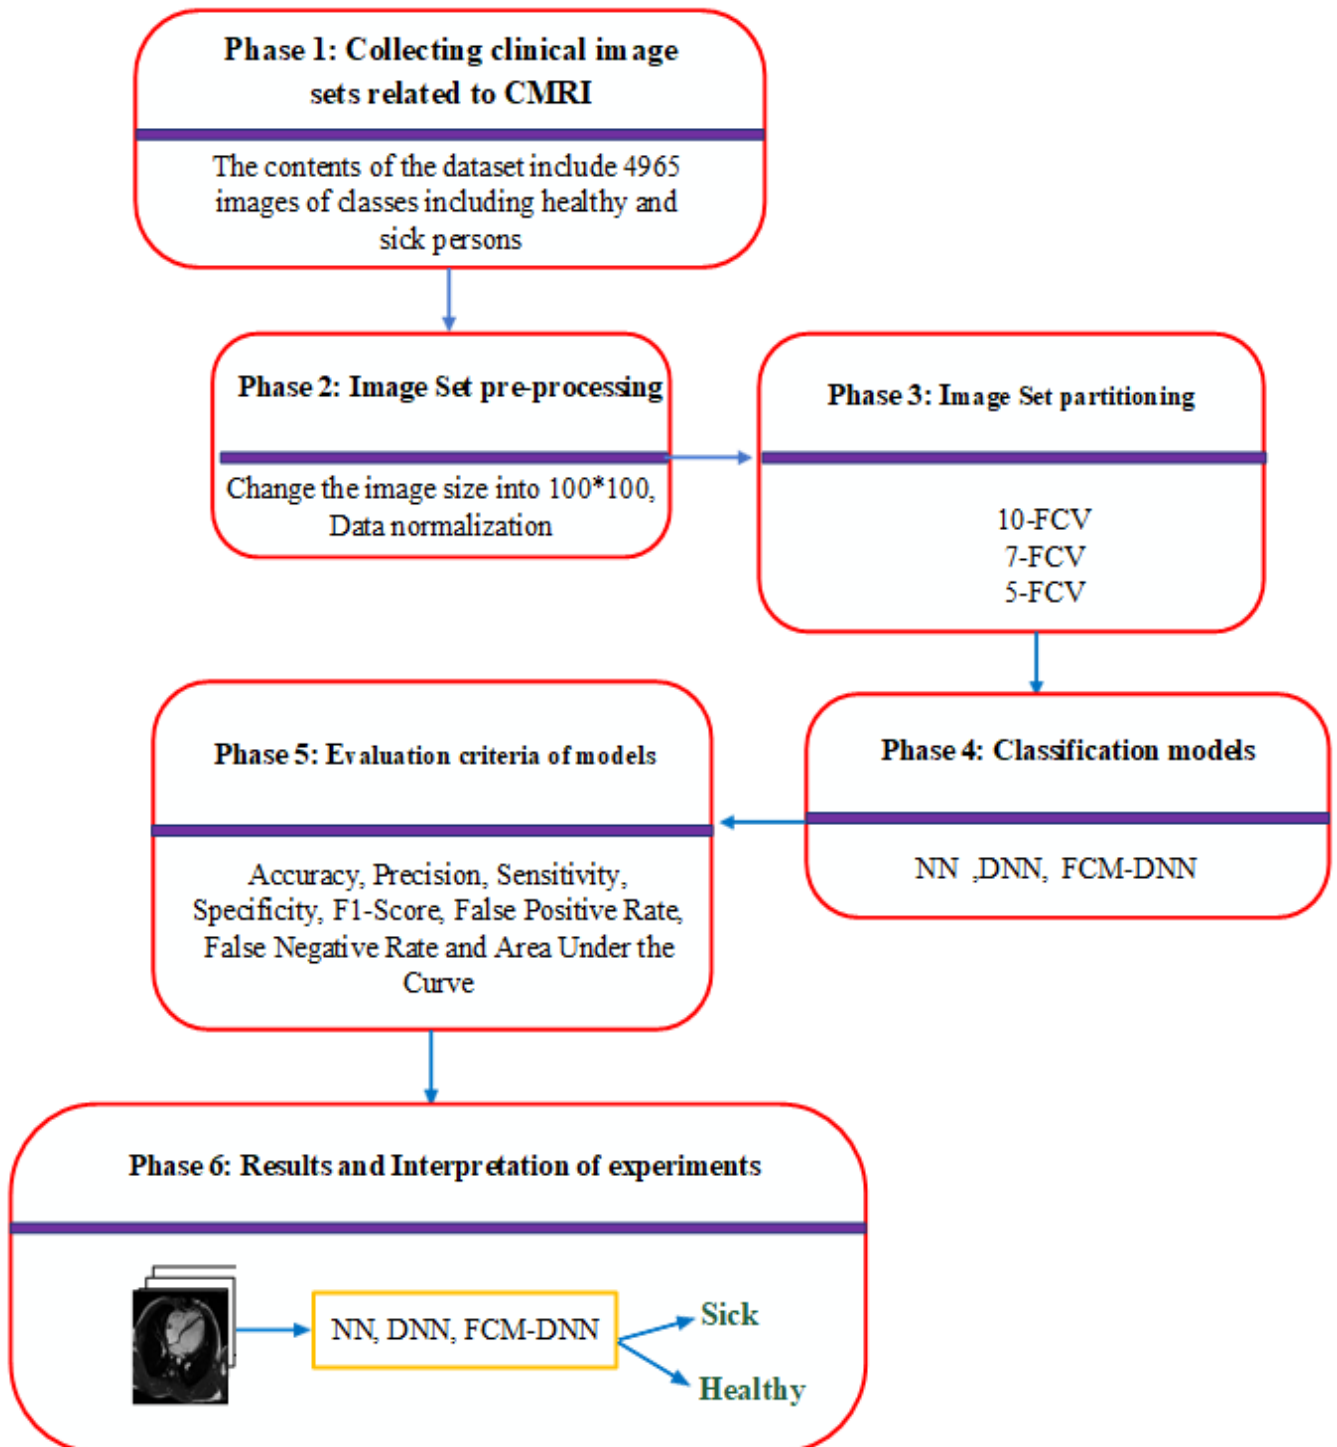 Phase 1: Collecting clinical image
sets related to CMRI
The contents of the dataset include 4965
images of classes including healthy and
sick persons
Phase 2: Image Set pre-processing
Change the image size into 100*100,
Data normalization
Phase 3: Image Set partitioning
10-FCV
7-FCV
5-FCV
Phase 4: Classification models
NN ,DNN, FCM-DNN
Phase 5: Evaluation criteria of models
Accuracy, Precision, Sensitivity,
Specificity, F1-Score, False Positive Rate,
False Negative Rate and Area Under the
Curve
Phase 6: Results and Interpretation of experiments
NN, DNN, FCM-DNN
Sick
Healthy